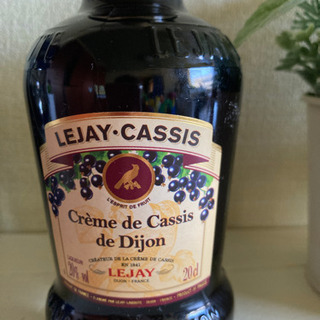 LEJAY
LEJAY·CASSIS
L'ESPRIT DE FRUIT
Crème de Cassis
de Dijon
CRÉATEUR DE LA CRÈME DE CASSIS
EN 1841
LEJAY
DIJON - FRANCE
20cl